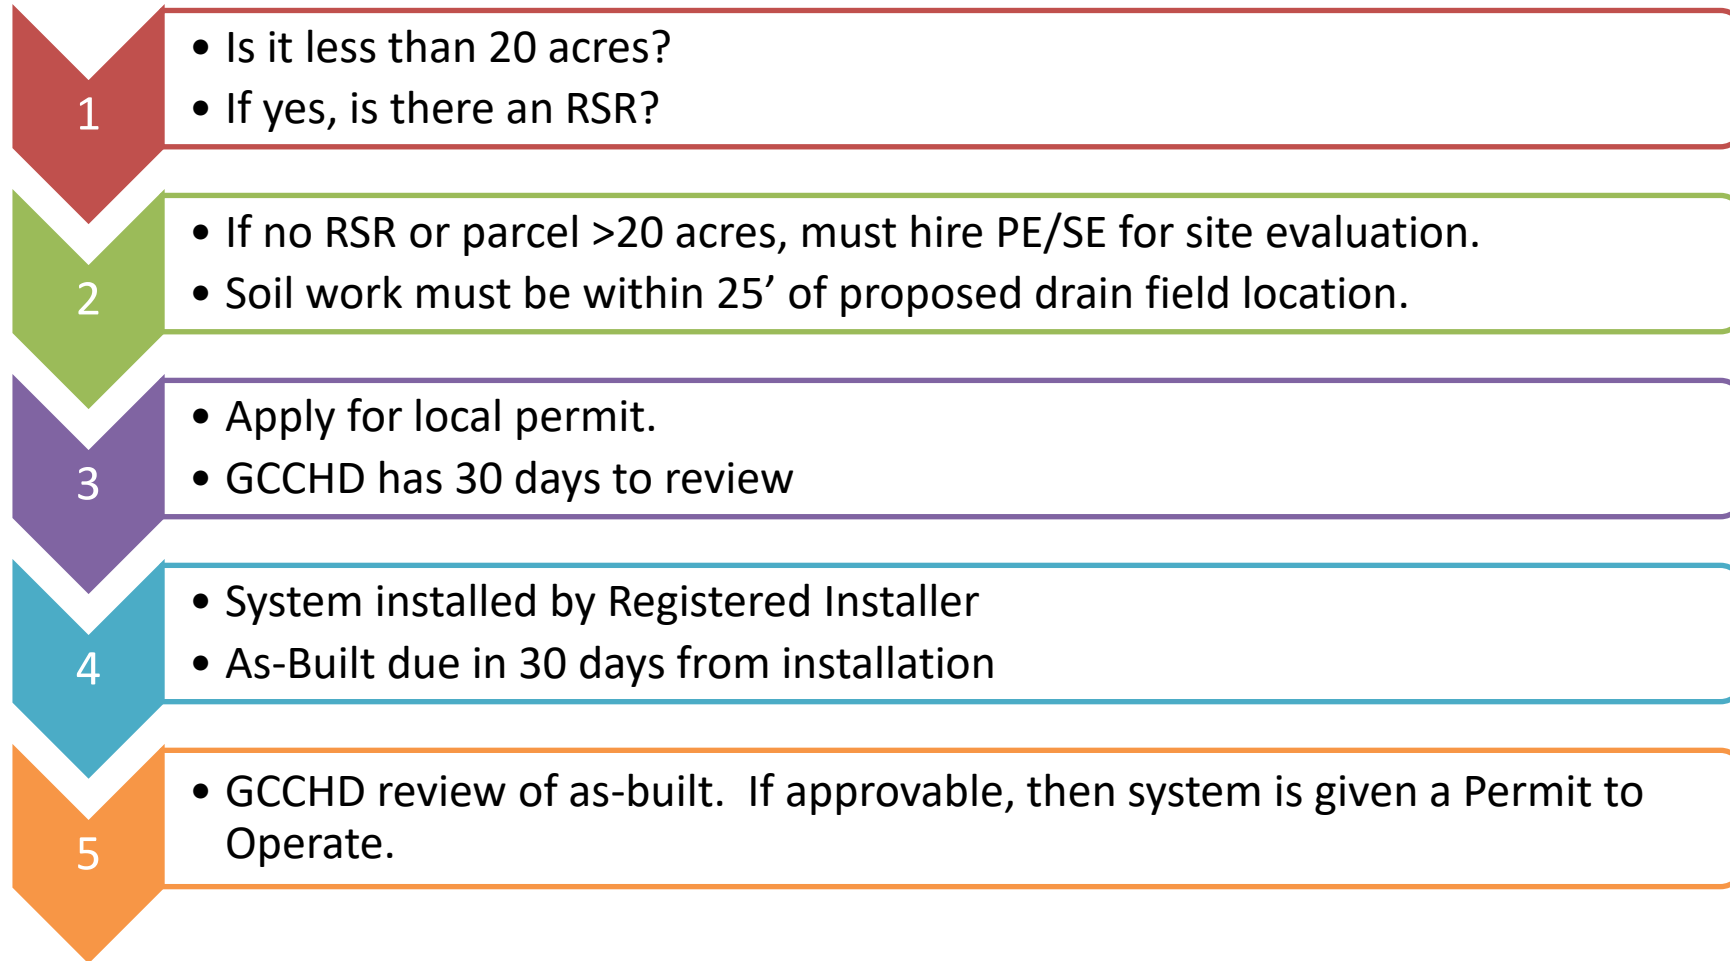 1
• Is it less than 20 acres?
• If yes, is there an RSR?
2
• If no RSR or parcel >20 acres, must hire PE/SE for site evaluation.
• Soil work must be within 25’ of proposed drain field location.
3
• Apply for local permit.
• GCCHD has 30 days to review
4
• System installed by Registered Installer
• As-Built due in 30 days from installation
5
• GCCHD review of as-built.  If approvable, then system is given a Permit to
Operate.